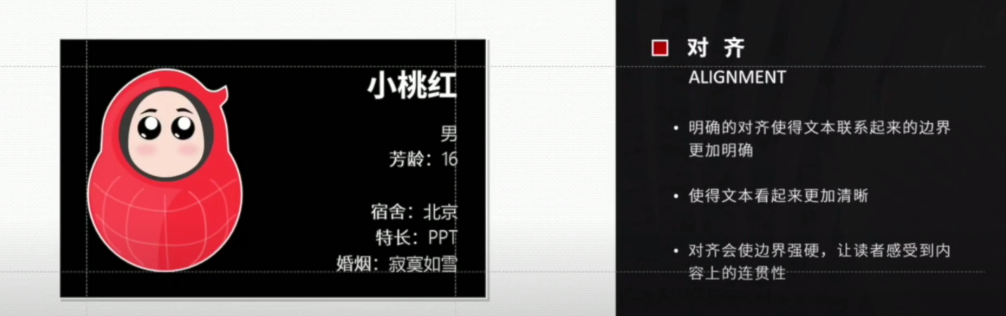 小桃红
男
芳龄：16
宿舍：北京
特长：PPT
婚烟：寂寞如雪
对 齐
ALIGNMENT
• 明确的对齐使得文本联系起来的边界
更加明确
• 使得文本看起来更加清晰
• 对齐会使边界强硬，让读者感受到内
容上的连贯性